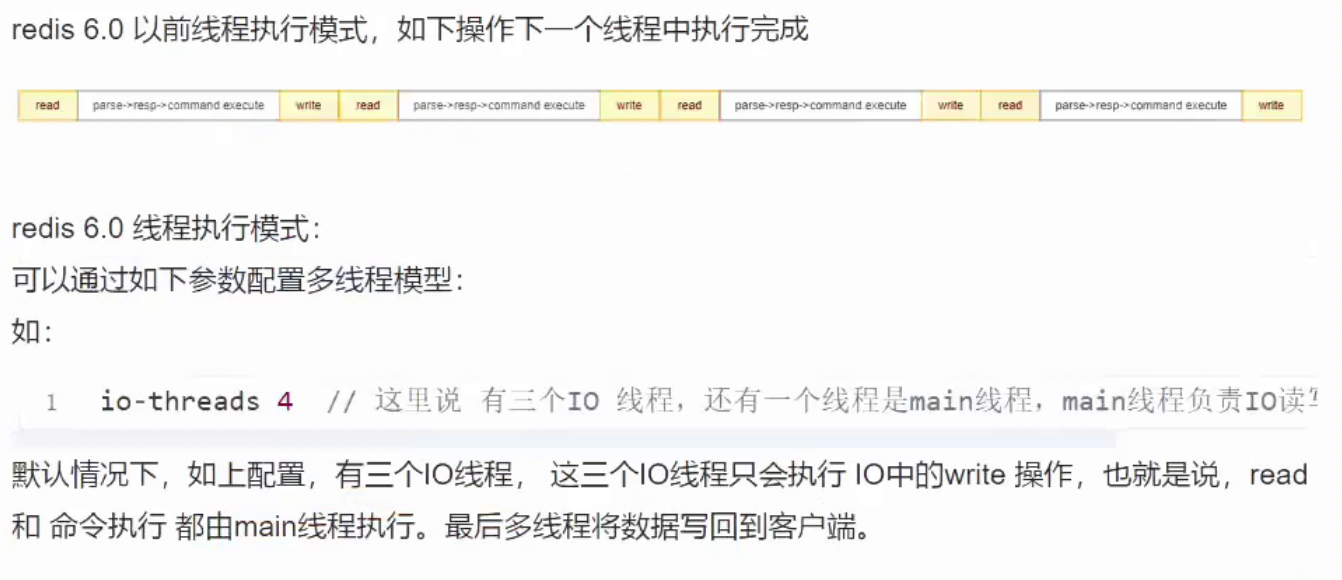 redis 6.0 以前线程执行模式，如下操作下一个线程中执行完成
read parse->resp->command execute write read parse->resp->command execute write read parse->resp->command execute write read parse->resp->command execute write
redis 6.0 线程执行模式：
可以通过如下参数配置多线程模型：
如：
1 io-threads 4 // 这里说 有三个IO 线程，还有一个线程是main线程，main线程负责IO读
默认情况下，如上配置，有三个IO线程， 这三个IO线程只会执行 IO中的write 操作，也就是说，read
和 命令执行 都由main线程执行。最后多线程将数据写回到客户端。